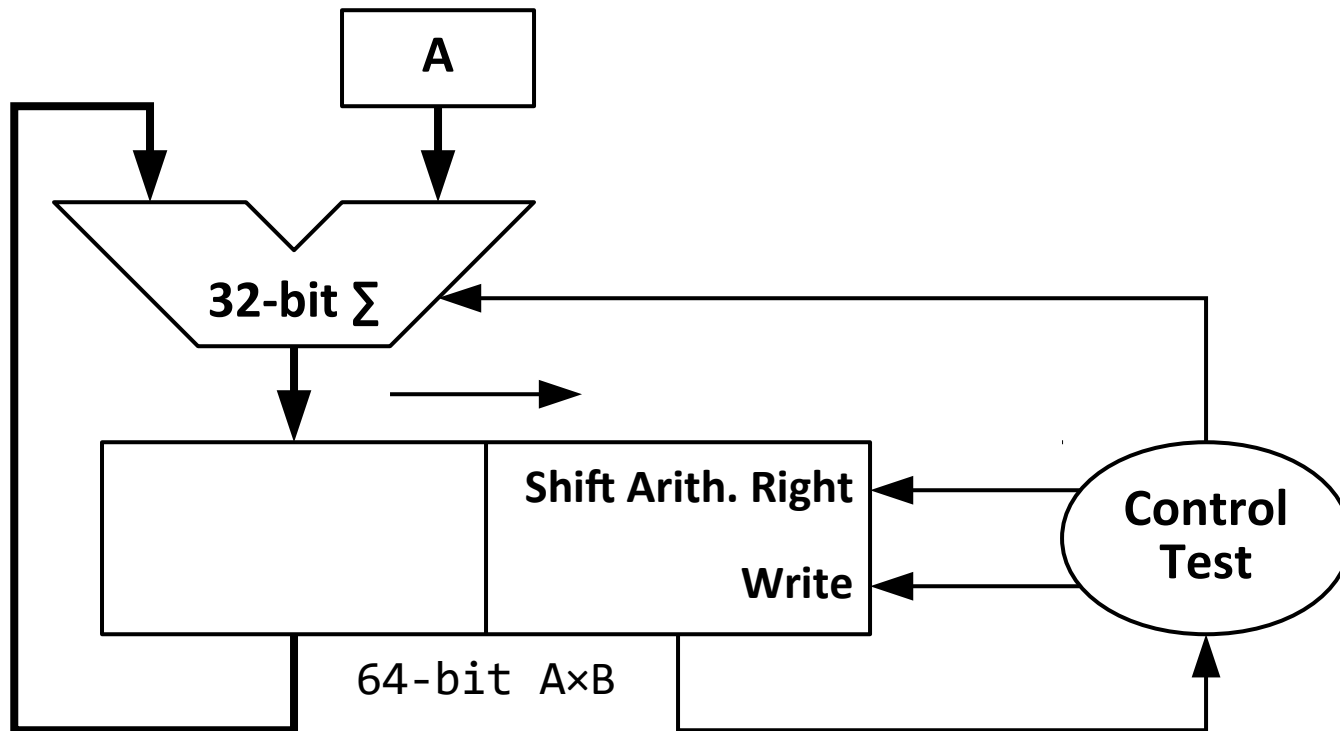 A
32-bit ∑
Shift Arith. Right
Write
Control
Test
64-bit A×B